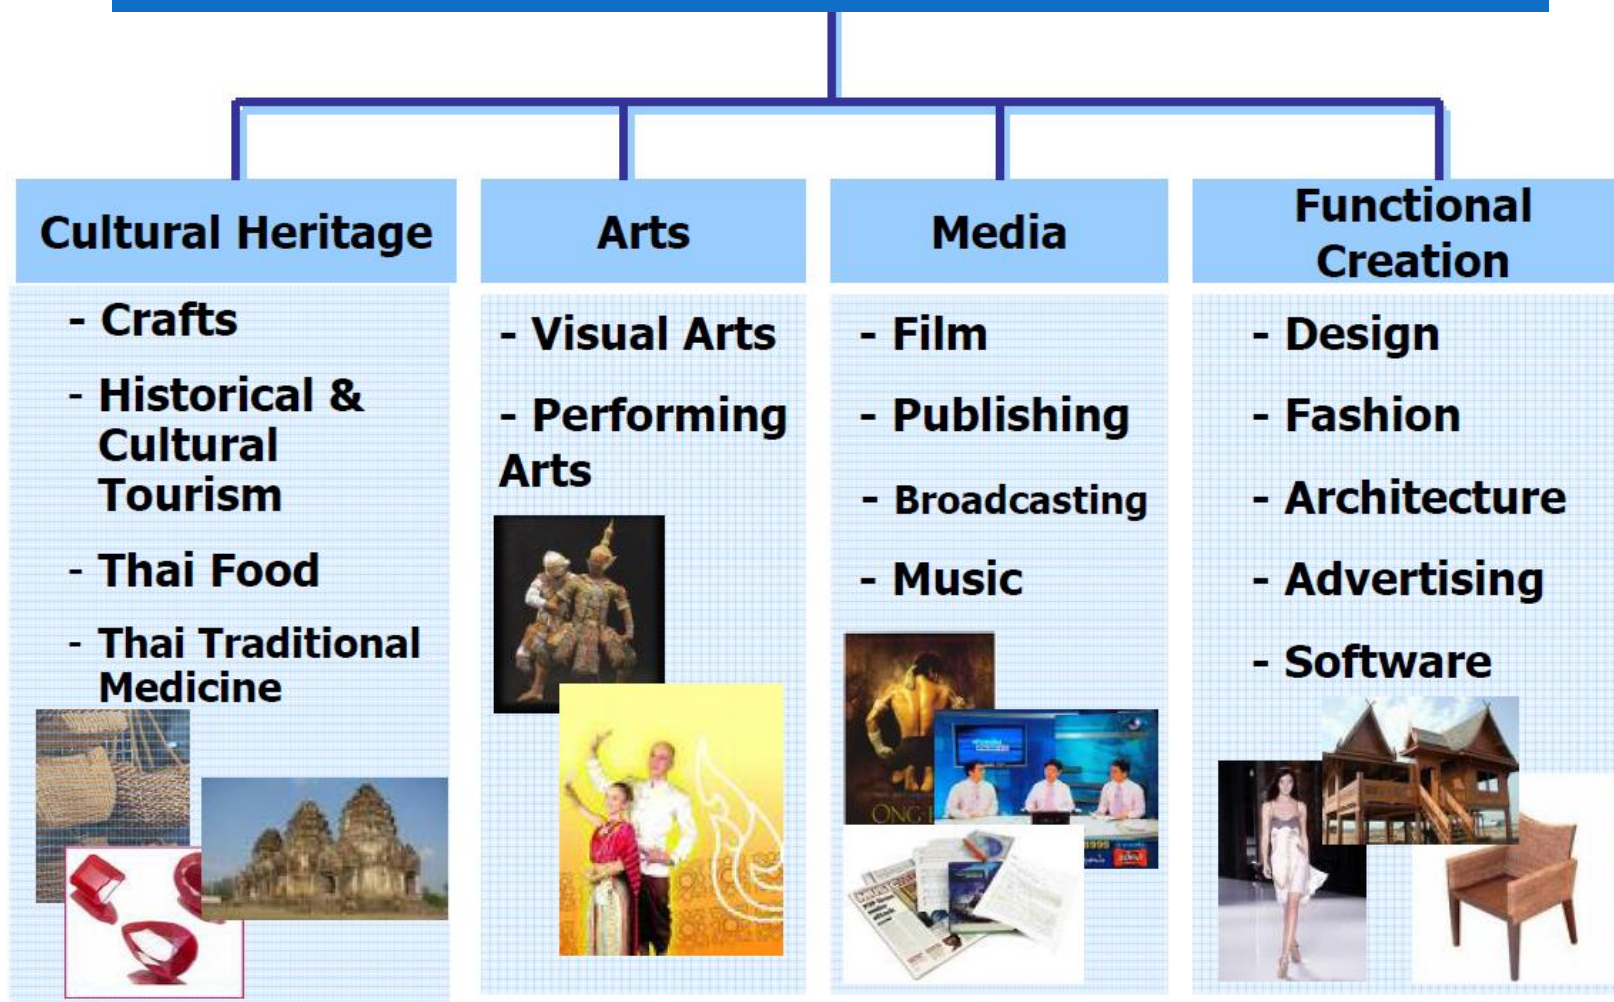 Cultural Heritage
- Crafts
- Historical &
Cultural
Tourism
- Thai Food
- Thai Traditional
Medicine
Arts
- Visual Arts
- Performing
Arts
Media
- Film
- Publishing
- Broadcasting
- Music
ONG
Functional
Creation
- Design
- Fashion
- Architecture
- Advertising
- Software